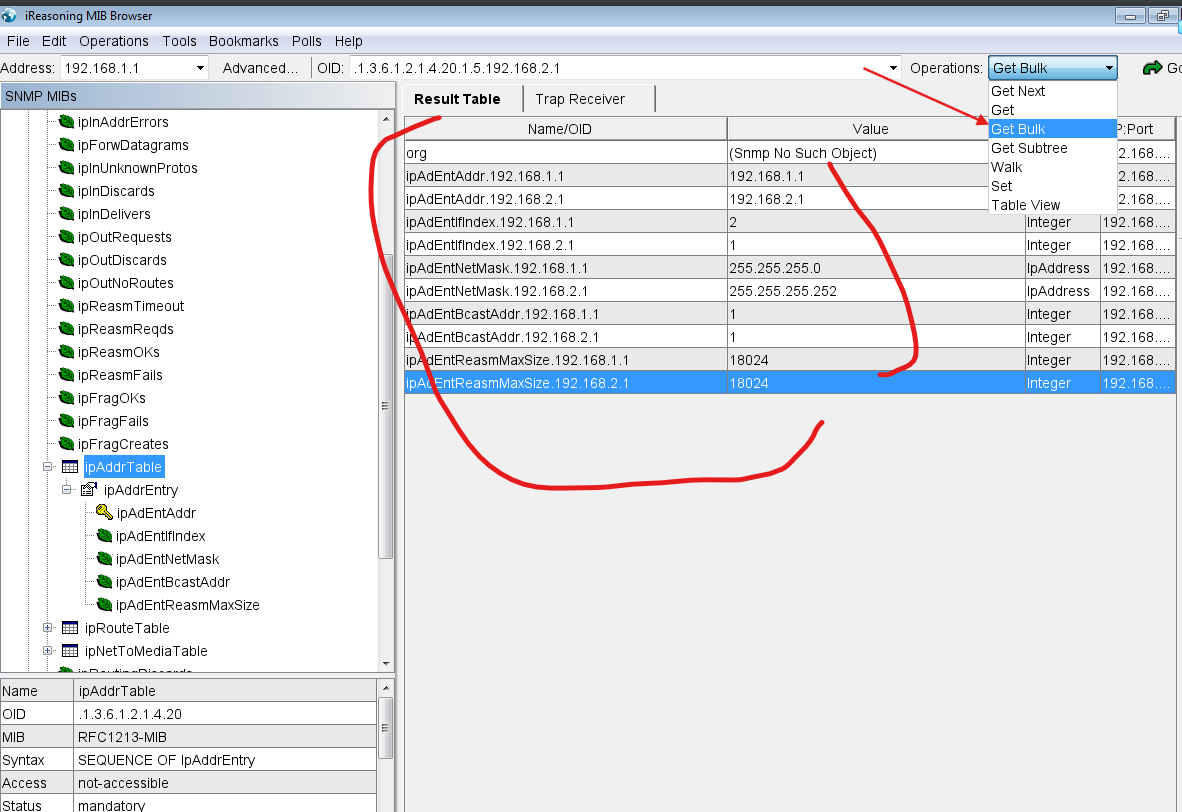 iReasoning MIB Browser
File Edit Operations Tools Bookmarks Polls Help
Address: 192.168.1.1 Advanced... OID: .1.3.6.1.2.1.4.20.1.5.192.168.2.1 Operations: Get Bulk Go
SNMP MIBs
ipInAddrErrors
ipForwDatagrams
ipInUnknownProtos
ipInDiscards
ipInDelivers
ipOutRequests
ipOutDiscards
ipOutNoRoutes
ipReasmTimeout
ipReasmReqds
ipReasmOKs
ipReasmFails
ipFragOKs
ipFragFails
ipFragCreates
ipAddrTable
ipAddrEntry
ipAdEntAddr
ipAdEntIfIndex
ipAdEntNetMask
ipAdEntBcastAddr
ipAdEntReasmMaxSize
ipRouteTable
ipNetToMediaTable
ipRoutingDiscards
Name ipAddrTable
OID .1.3.6.1.2.1.4.20
MIB RFC1213-MIB
Syntax SEQUENCE OF IpAddrEntry
Access not-accessible
Status mandatory
Result Table Trap Receiver
Name/OID Value P:Port
org (Snmp No Such Object) 2.168....
ipAdEntAddr.192.168.1.1 192.168.1.1 2.168....
ipAdEntAddr.192.168.2.1 192.168.2.1 2.168....
ipAdEntIfIndex.192.168.1.1 2 Integer 192.168....
ipAdEntIfIndex.192.168.2.1 1 Integer 192.168....
ipAdEntNetMask.192.168.1.1 255.255.255.0 IpAddress 192.168....
ipAdEntNetMask.192.168.2.1 255.255.255.252 IpAddress 192.168....
ipAdEntBcastAddr.192.168.1.1 1 Integer 192.168....
ipAdEntBcastAddr.192.168.2.1 1 Integer 192.168....
ipAdEntReasmMaxSize.192.168.1.1 18024 Integer 192.168....
ipAdEntReasmMaxSize.192.168.2.1 18024 Integer 192.168....
Get Next
Get
Get Bulk
Get Subtree
Walk
Set
Table View